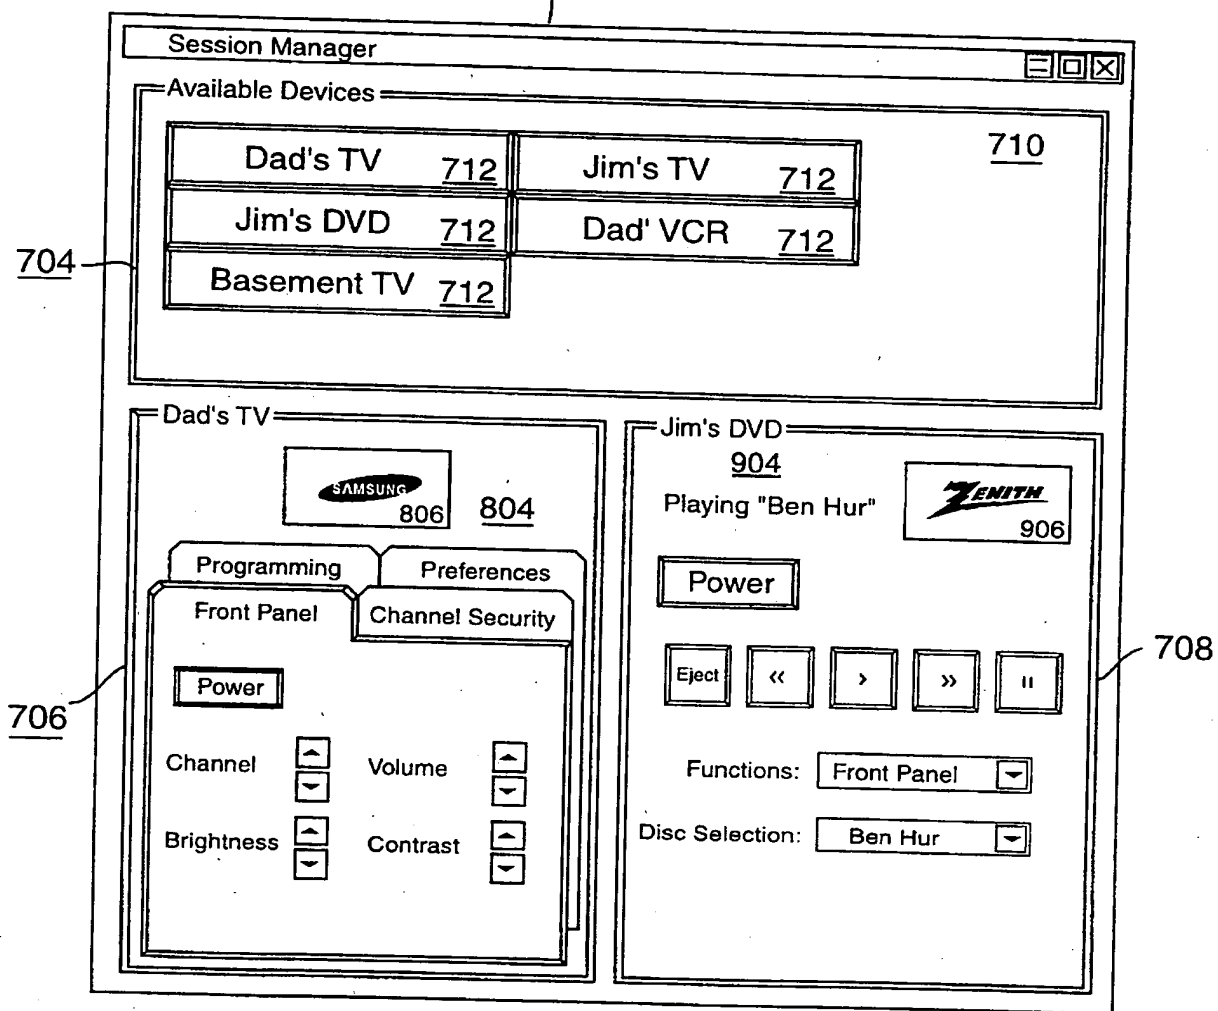 Session Manager
Available Devices
710
Dad's TV 712
Jim's TV 712
Jim's DVD 712
Dad' VCR 712
704
Basement TV 712
Dad's TV
SAMSUNG
806
804
Programming
Preferences
Front Panel
Channel Security
Power
706
Channel
Volume
Brightness
Contrast
Jim's DVD
904
Playing "Ben Hur"
ZENITH
906
Power
708
Eject
Functions: Front Panel
Disc Selection: Ben Hur